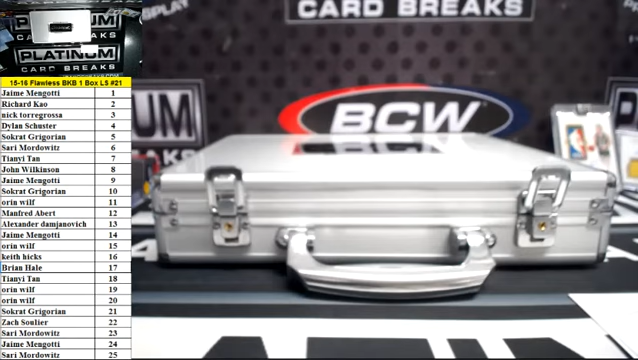 DISPLAY
CARD BREAKS
PLATINUM
CARD BREAKS
15-16 Flawless BKB 1 Box LS #21
Jaime Mengotti 1
Richard Kao 2
nick torregrossa 3
Dylan Schuster 4
Sokrat Grigorian 5
Sari Mordowitz 6
Tianyi Tan 7
John Wilkinson 8
Jaime Mengotti 9
Sokrat Grigorian 10
orin wilf 11
Manfred Abert 12
Alexander damjanovich 13
Jaime Mengotti 14
orin wilf 15
keith hicks 16
Brian Hale 17
Tianyi Tan 18
orin wilf 19
orin wilf 20
Sokrat Grigorian 21
Zach Soulier 22
Sari Mordowitz 23
Jaime Mengotti 24
Sari Mordowitz 25
BCW